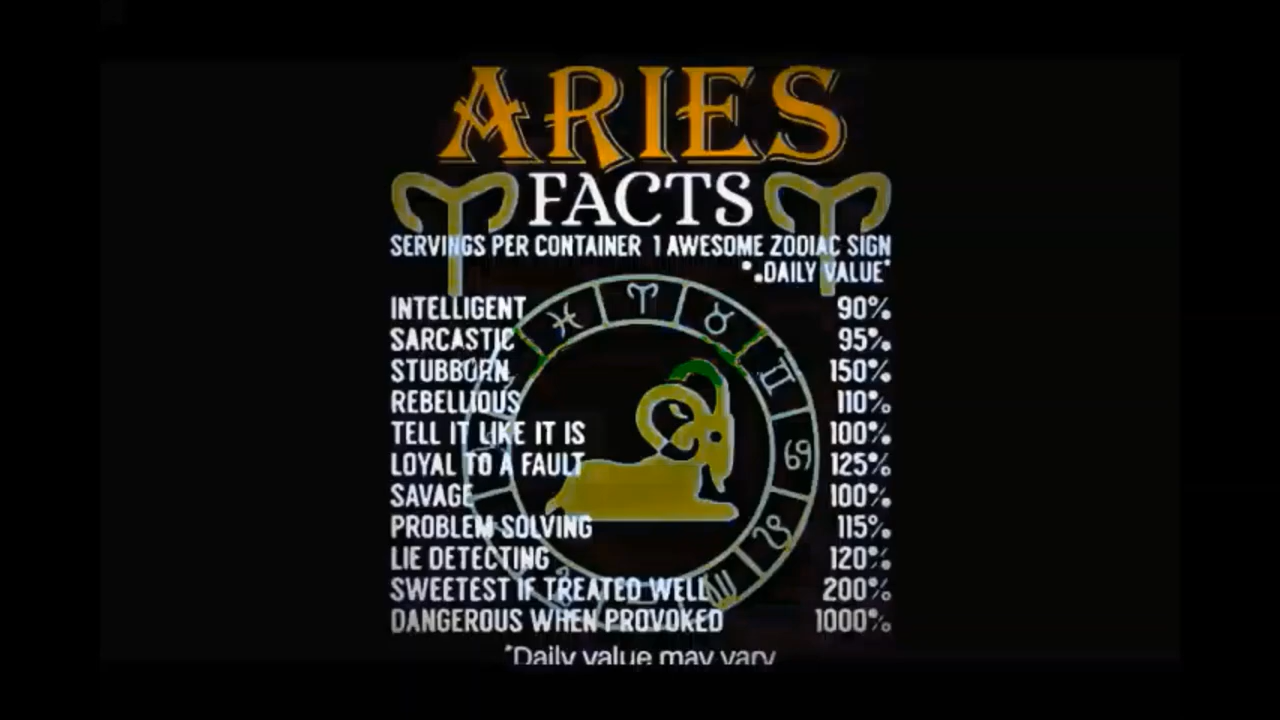 ARIES
FACTS
SERVINGS PER CONTAINER 1 AWESOME ZODIAC SIGN
*.DAILY VALUE*
INTELLIGENT 90%
SARCASTIC 95%
STUBBORN 150%
REBELLIOUS 110%
TELL IT LIKE IT IS 100%
LOYAL TO A FAULT 125%
SAVAGE 100%
PROBLEM SOLVING 115%
LIE DETECTING 120%
SWEETEST IF TREATED WELL 200%
DANGEROUS WHEN PROVOKED 1000%
*Daily value may vary